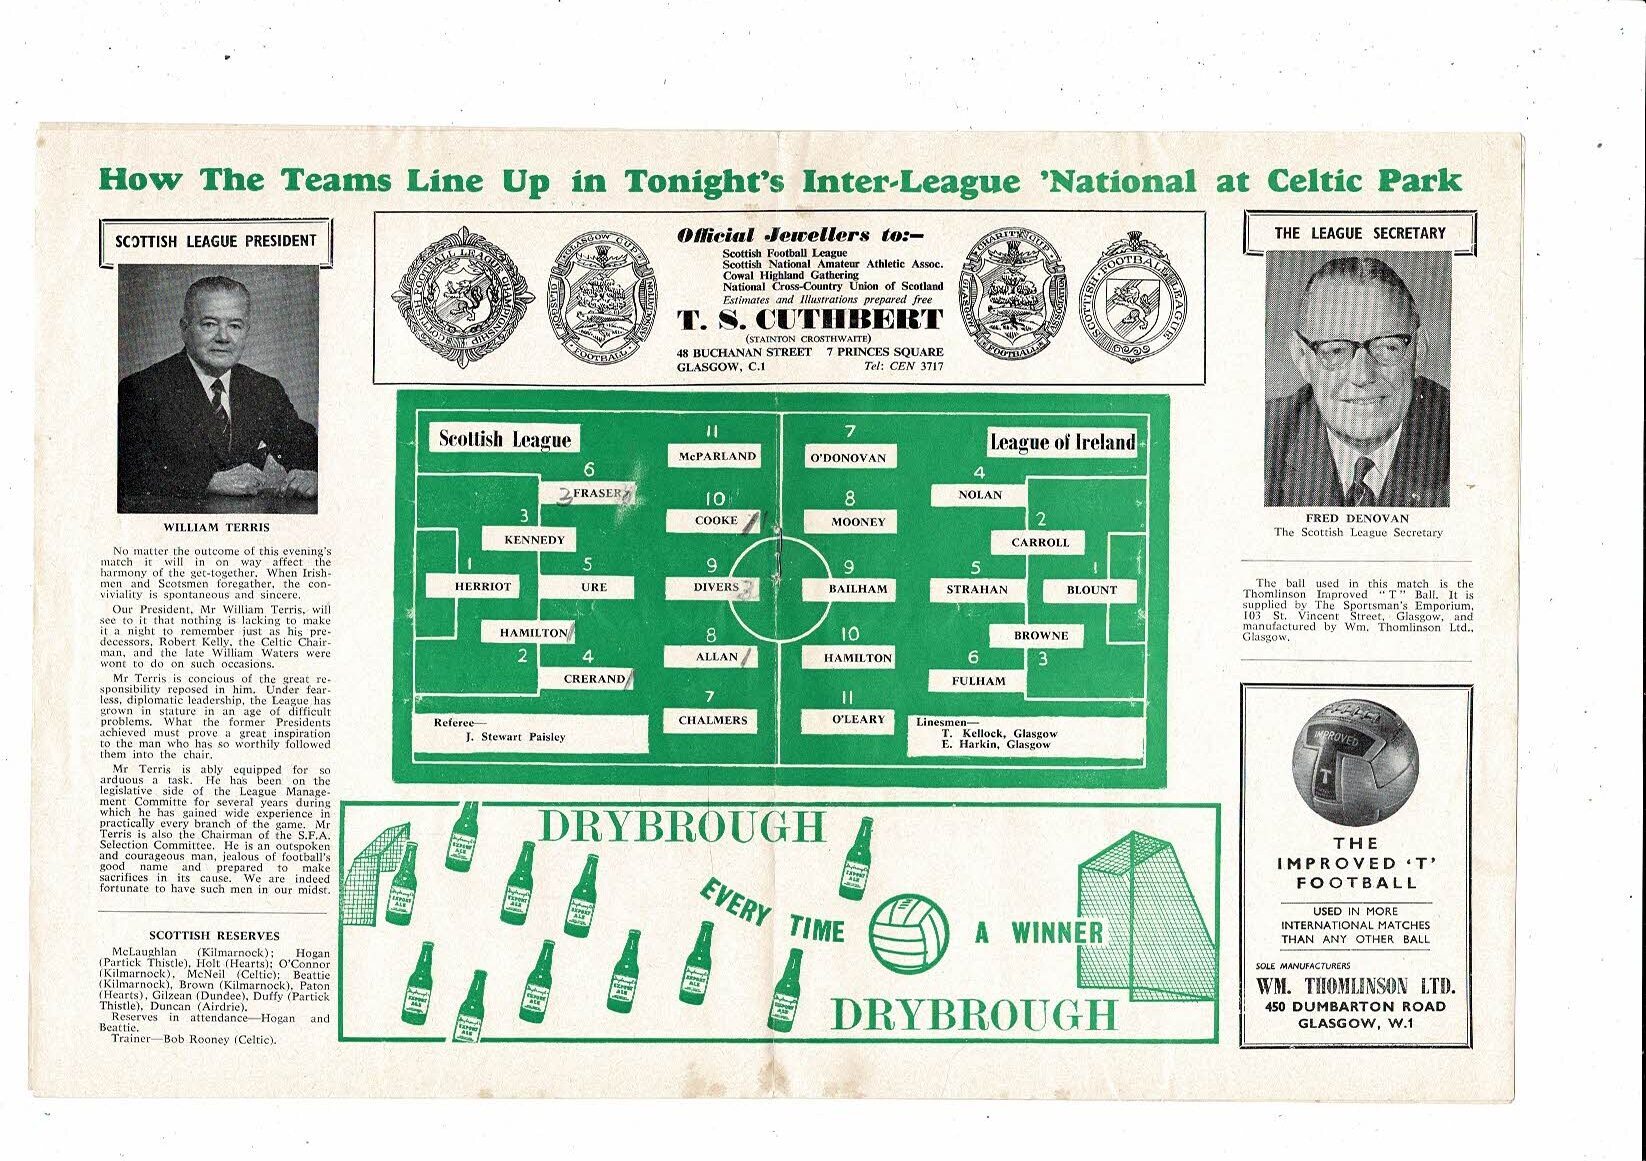 How The Teams Line Up in Tonight's Inter-League 'National at Celtic Park
SCOTTISH LEAGUE PRESIDENT
WILLIAM TERRIS
No matter the outcome of this evening's
match it will in on way affect the
harmony of the get-together. When Irish-
men and Scotsmen foregather, the con-
viviality is spontaneous and sincere.
Our President, Mr William Terris, will
see to it that nothing is lacking to make
it a night to remember just as his pre-
decessors, Robert Kelly, the Celtic Chair-
man, and the late William Waters were
wont to do on such occasions.
Mr Terris is concious of the great re-
sponsibility reposed in him. Under fear-
less, diplomatic leadership, the League has
grown in stature in an age of difficult
problems. What the former Presidents
achieved must prove a great inspiration
to the man who has so worthily followed
them into the chair.
Mr Terris is ably equipped for so
arduous a task. He has been on the
legislative side of the League Manage-
ment Committe for several years during
which he has gained wide experience in
practically every branch of the game. Mr
Terris is also the Chairman of the S.F.A.
Selection Committee. He is an outspoken
and courageous man, jealous of football's
good name and prepared to make
sacrifices in its cause. We are indeed
fortunate to have such men in our midst.
SCOTTISH RESERVES
McLaughlan (Kilmarnock); Hogan
(Partick Thistle), Holt (Hearts); O'Connor
(Kilmarnock), McNeil (Celtic); Beattie
(Kilmarnock), Brown (Kilmarnock), Paton
(Hearts), Gilzean (Dundee), Duffy (Partick
Thistle), Duncan (Airdrie).
Reserves in attendance—Hogan and
Beattie.
Trainer—Bob Rooney (Celtic).
SCOTTISH FOOTBALL LEAGUE CHAMPIONSHIP
GLASGOW CUP
FOOTBALL
Official Jewellers to:—
Scottish Football League
Scottish National Amateur Athletic Assoc.
Cowal Highland Gathering
National Cross-Country Union of Scotland
Estimates and Illustrations prepared free
T. S. CUTHBERT
(STAINTON CROSTHWAITE)
48 BUCHANAN STREET 7 PRINCES SQUARE
GLASGOW, C.1 Tel: CEN 3717
CHARITY CUP
FOOTBALL
SCOTTISH FOOTBALL LEAGUE
Scottish League
League of Ireland
11
McPARLAND
7
O'DONOVAN
6
3 FRASER
4
NOLAN
10
COOKE
8
MOONEY
3
KENNEDY
2
CARROLL
1
HERRIOT
5
URE
9
DIVERS 3
9
BAILHAM
5
STRAHAN
1
BLOUNT
HAMILTON
2
8
ALLAN
10
HAMILTON
BROWNE
3
4
CRERAND
6
FULHAM
7
CHALMERS
11
O'LEARY
Referee—
J. Stewart Paisley
Linesmen—
T. Kellock, Glasgow
E. Harkin, Glasgow
DRYBROUGH
EVERY TIME A WINNER
DRYBROUGH
EXPORT
ALE
THE LEAGUE SECRETARY
FRED DENOVAN
The Scottish League Secretary
The ball used in this match is the
Thomlinson Improved "T" Ball. It is
supplied by The Sportsman's Emporium,
103 St. Vincent Street, Glasgow, and
manufactured by Wm. Thomlinson Ltd.,
Glasgow.
IMPROVED
T
THE
IMPROVED 'T'
FOOTBALL
USED IN MORE
INTERNATIONAL MATCHES
THAN ANY OTHER BALL
SOLE MANUFACTURERS
WM. THOMLINSON LTD.
450 DUMBARTON ROAD
GLASGOW, W.1